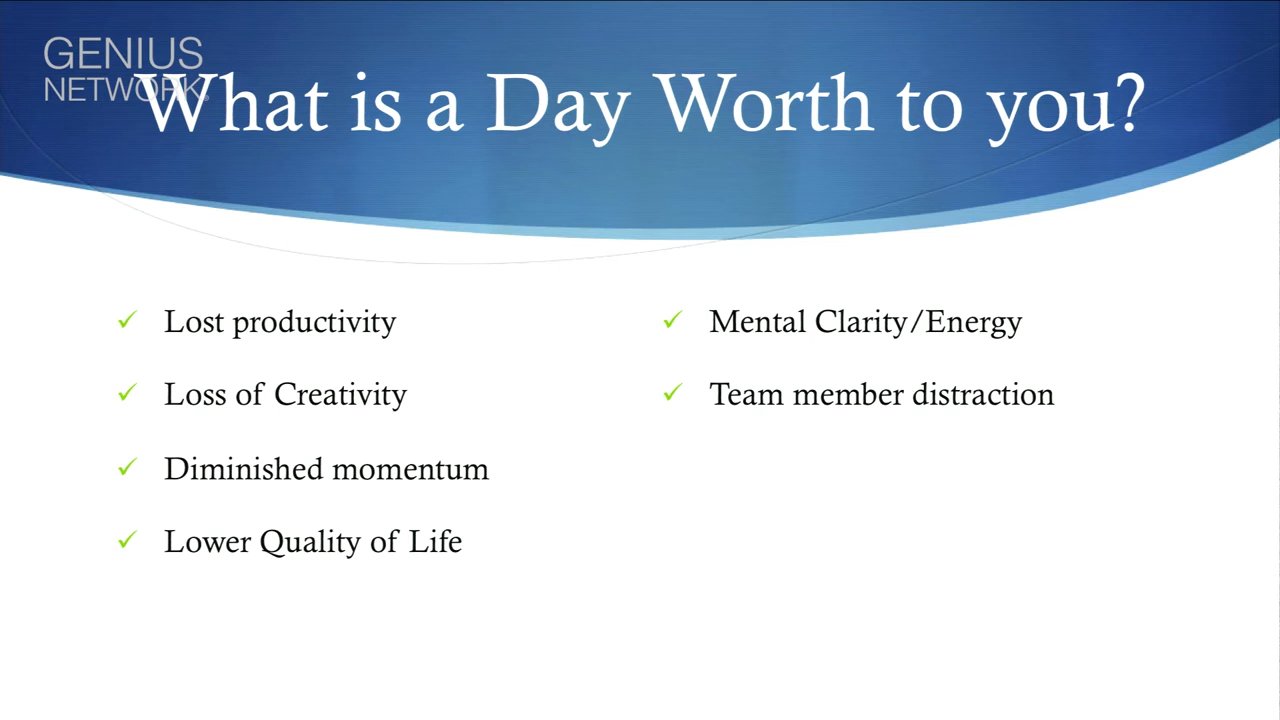 GENIUS
NETWORK®
What is a Day Worth to you?
Lost productivity
Loss of Creativity
Diminished momentum
Lower Quality of Life
Mental Clarity/Energy
Team member distraction